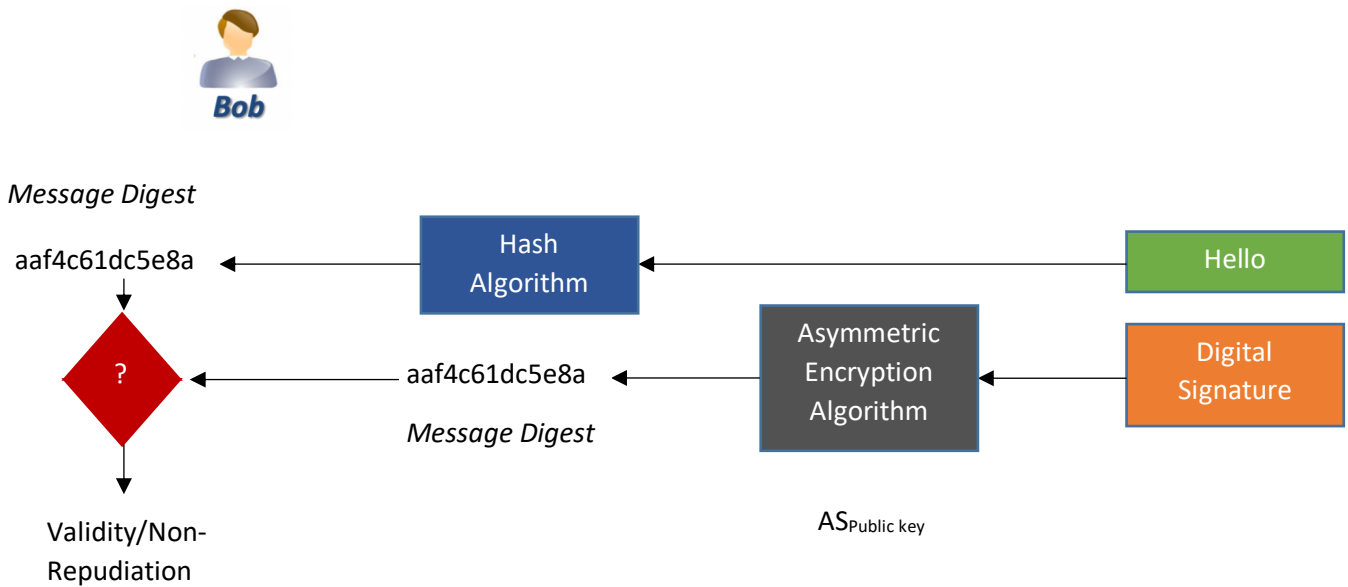 Bob
Message Digest
aaf4c61dc5e8a
Hash
Algorithm
Hello
?
aaf4c61dc5e8a
Message Digest
Asymmetric
Encryption
Algorithm
Digital
Signature
Validity/Non-
Repudiation
ASPublic key